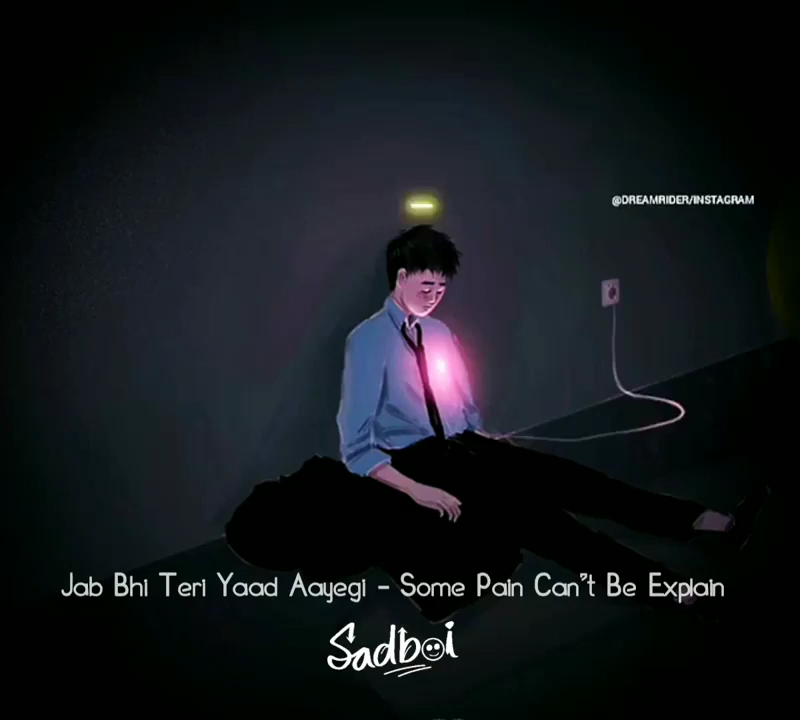 @DREAMRIDER/INSTAGRAM
Jab Bhi Teri Yaad Aayegi - Some Pain Can't Be Explain
Sadboi